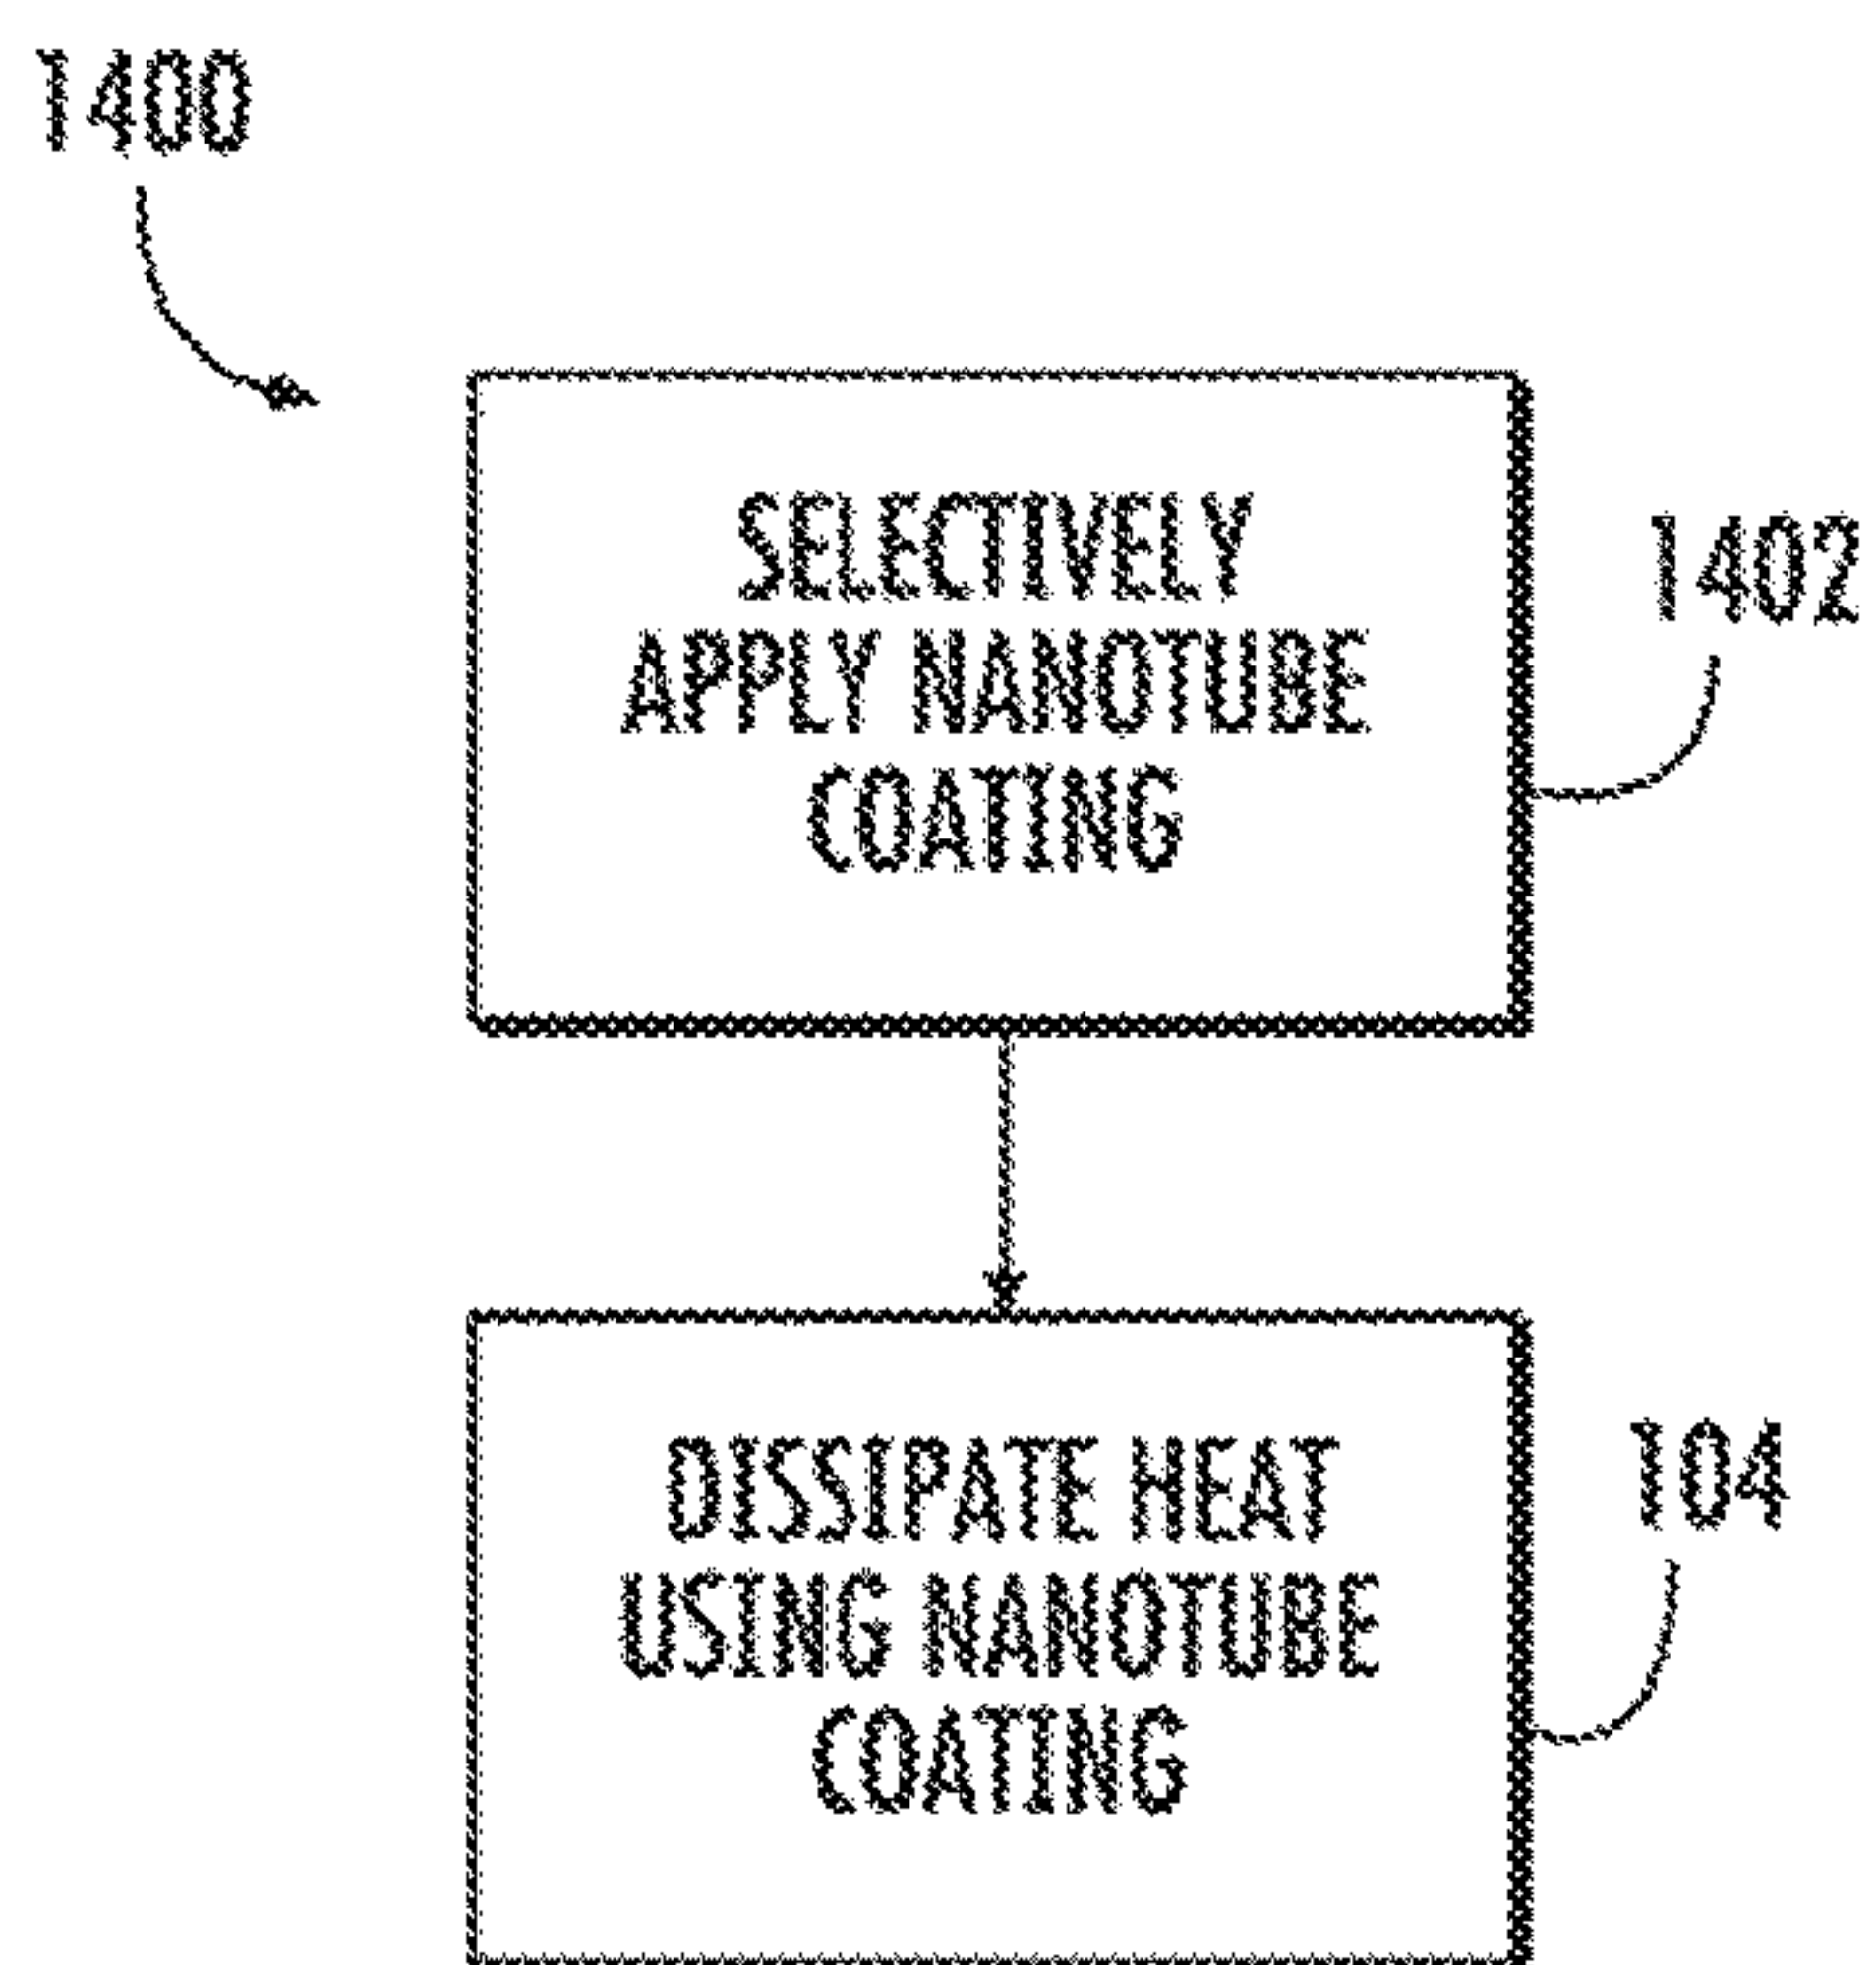 1400
SELECTIVELY
APPLY NANOTUBE
COATING
1402
DISSIPATE HEAT
USING NANOTUBE
COATING
104